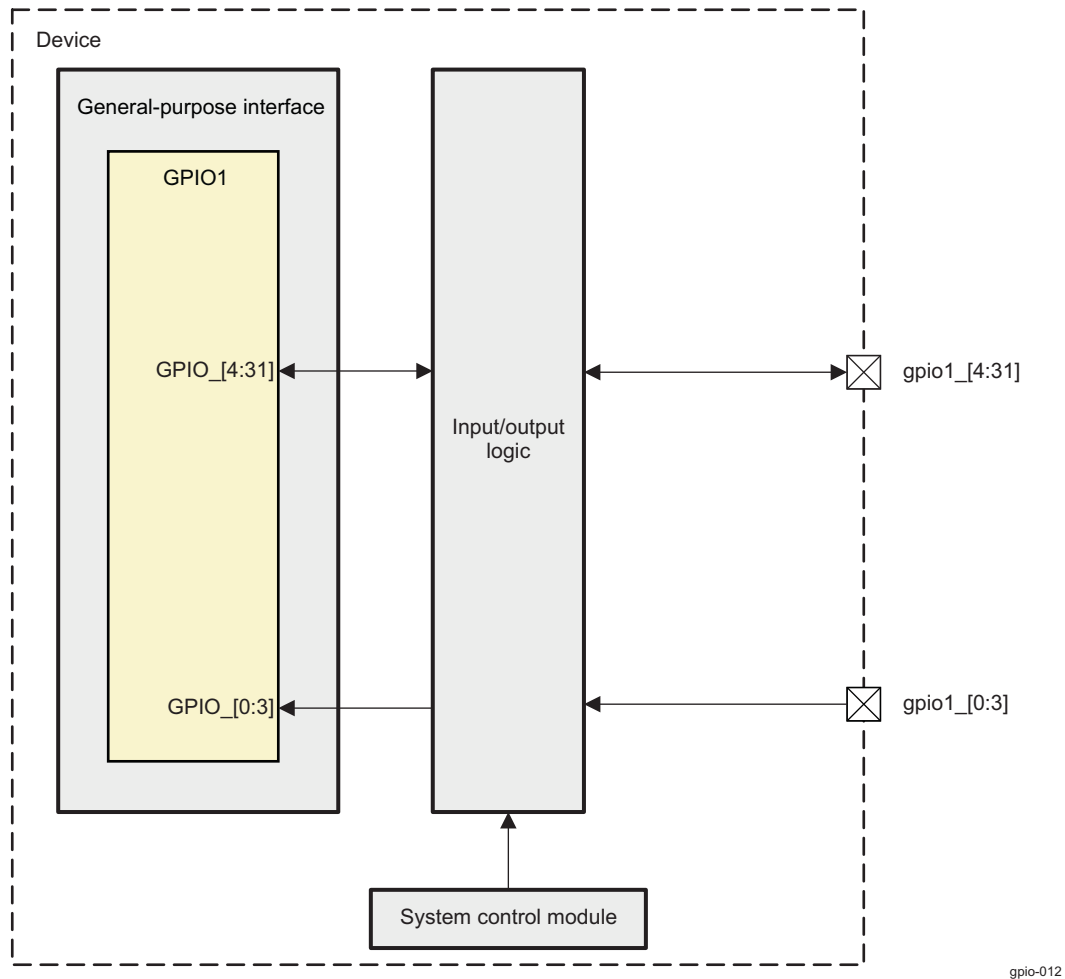 Device
General-purpose interface
GPIO1
GPIO_[4:31]
gpio1_[4:31]
Input/output
logic
GPIO_[0:3]
gpio1_[0:3]
System control module
gpio-012